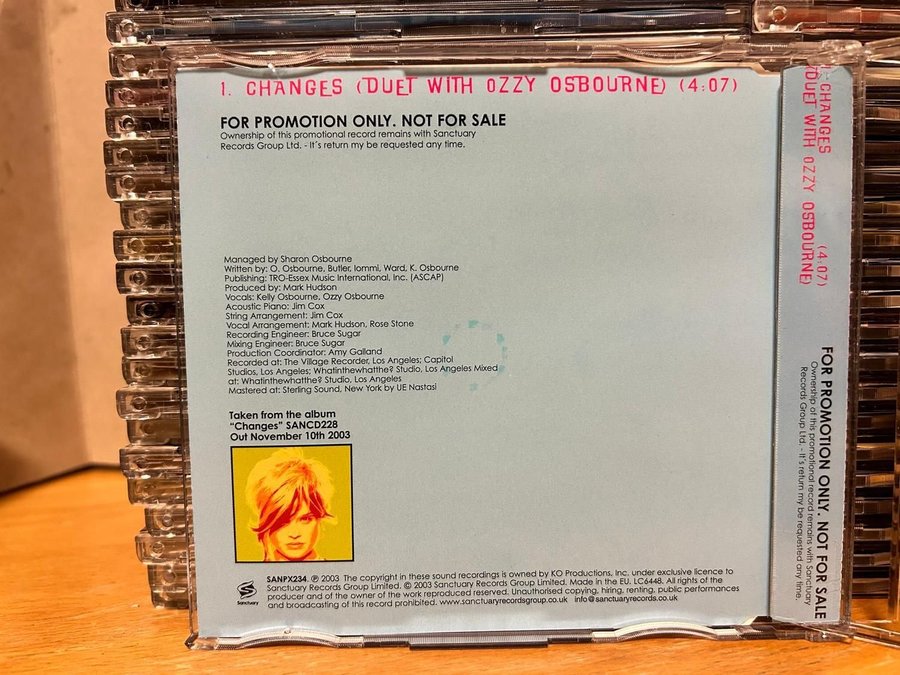 1. CHANGES (DUET WITH OZZY OSBOURNE) (4:07)
FOR PROMOTION ONLY. NOT FOR SALE
Ownership of this promotional record remains with Sanctuary
Records Group Ltd. - It´s return my be requested any time.
Managed by Sharon Osbourne
Written by: O. Osbourne, Butler, Iommi, Ward, K. Osbourne
Publishing: TRO-Essex Music International, Inc. (ASCAP)
Produced by: Mark Hudson
Vocals: Kelly Osbourne, Ozzy Osbourne
Acoustic Piano: Jim Cox
String Arrangement: Jim Cox
Vocal Arrangement: Mark Hudson, Rose Stone
Recording Engineer: Bruce Sugar
Mixing Engineer: Bruce Sugar
Production Coordinator: Amy Galland
Recorded at: The Village Recorder, Los Angeles; Capitol
Studios, Los Angeles; Whatinthewhatthe? Studio, Los Angeles Mixed
at: Whatinthewhatthe? Studio, Los Angeles
Mastered at: Sterling Sound, New York by UE Nastasi
Taken from the album
"Changes" SANCD228
Out November 10th 2003
Sanctuary
SANPX234. ℗ 2003 The copyright in these sound recordings is owned by KO Productions, Inc. under exclusive licence to
Sanctuary Records Group Limited. © 2003 Sanctuary Records Group Limited. Made in the EU. LC6448. All rights of the
producer and of the owner of the work reproduced reserved. Unauthorised copying, hiring, renting, public performances
and broadcasting of this record prohibited. www.sanctuaryrecordsgroup.co.uk info@sanctuaryrecords.co.uk
1. CHANGES
(DUET WITH OZZY OSBOURNE) (4:07)
FOR PROMOTION ONLY. NOT FOR SALE
Ownership of this promotional record remains with Sanctuary
Records Group Ltd. - It´s return my be requested any time.